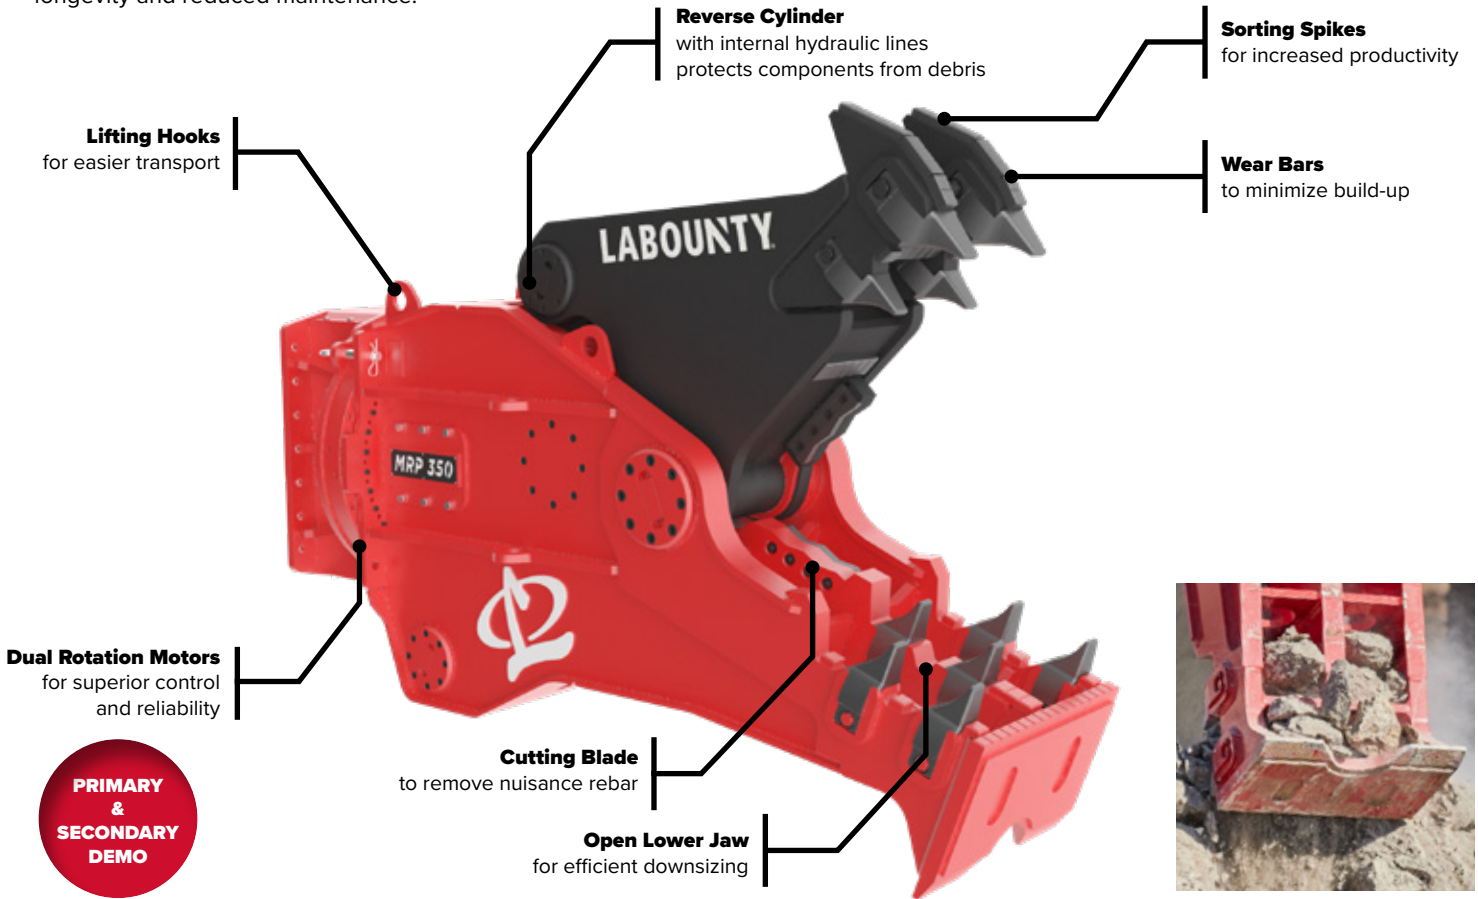 longevity and reduced maintenance.
Reverse Cylinder
with internal hydraulic lines
protects components from debris
Sorting Spikes
for increased productivity
Lifting Hooks
for easier transport
Wear Bars
to minimize build-up
LABOUNTY
MRP 350
Dual Rotation Motors
for superior control
and reliability
Cutting Blade
to remove nuisance rebar
PRIMARY
&
SECONDARY
DEMO
Open Lower Jaw
for efficient downsizing